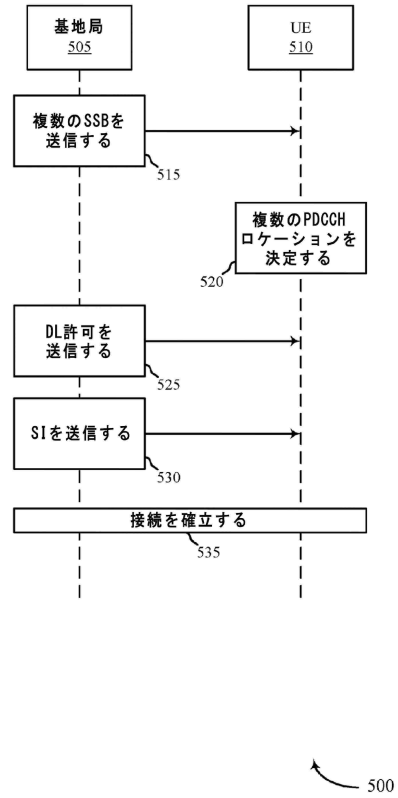 基地局
505
UE
510
複数のSSBを
送信する
515
複数のPDCCH
ロケーションを
決定する
520
DL許可を
送信する
525
SIを送信する
530
接続を確立する
535
500